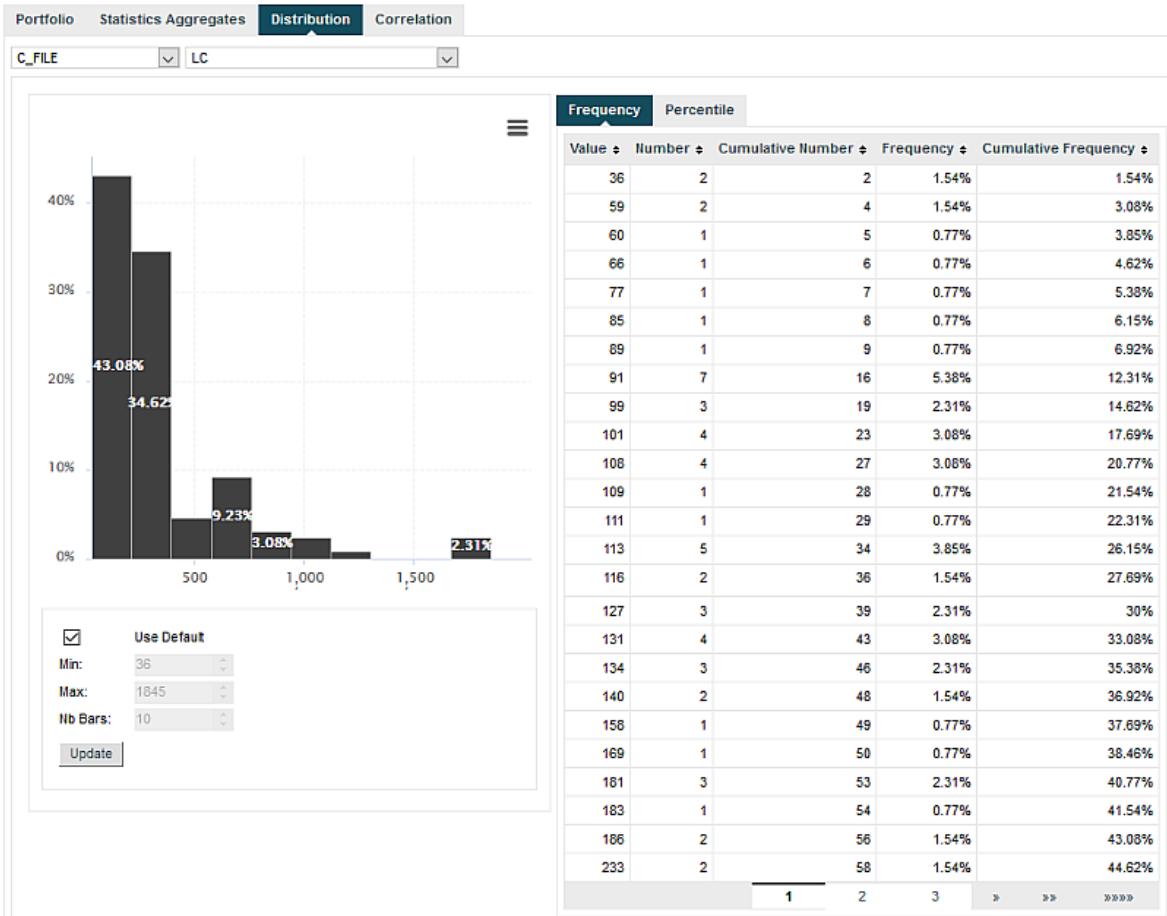 Portfolio Statistics Aggregates Distribution Correlation
C_FILE LC
40%
30%
20%
10%
0%
43.08%
34.62%
9.23%
3.08%
2.31%
500 1,000 1,500
Use Default
Min: 36
Max: 1845
Nb Bars: 10
Update
Frequency Percentile
Value Number Cumulative Number Frequency Cumulative Frequency
36 2 2 1.54% 1.54%
59 2 4 1.54% 3.08%
60 1 5 0.77% 3.85%
66 1 6 0.77% 4.62%
77 1 7 0.77% 5.38%
85 1 8 0.77% 6.15%
89 1 9 0.77% 6.92%
91 7 16 5.38% 12.31%
99 3 19 2.31% 14.62%
101 4 23 3.08% 17.69%
108 4 27 3.08% 20.77%
109 1 28 0.77% 21.54%
111 1 29 0.77% 22.31%
113 5 34 3.85% 26.15%
116 2 36 1.54% 27.69%
127 3 39 2.31% 30%
131 4 43 3.08% 33.08%
134 3 46 2.31% 35.38%
140 2 48 1.54% 36.92%
158 1 49 0.77% 37.69%
169 1 50 0.77% 38.46%
181 3 53 2.31% 40.77%
183 1 54 0.77% 41.54%
186 2 56 1.54% 43.08%
233 2 58 1.54% 44.62%
1 2 3 » »» »»»»